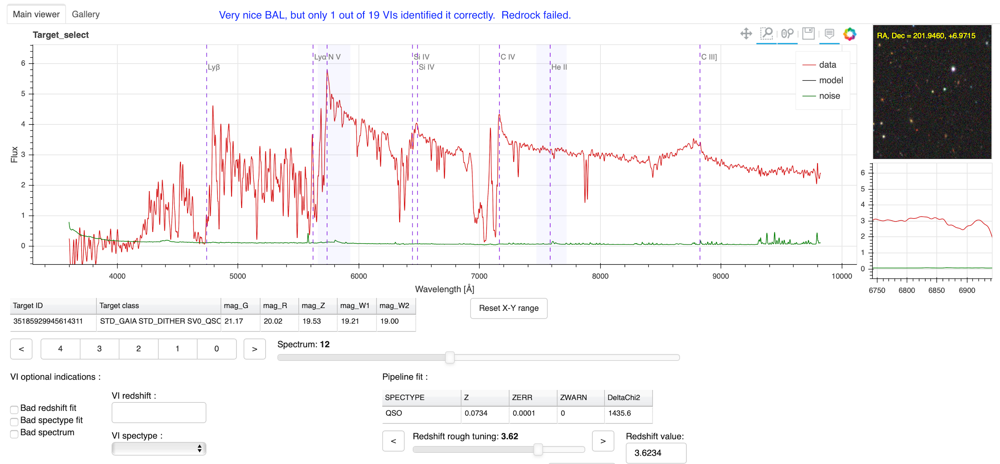 Main viewer Gallery
Very nice BAL, but only 1 out of 19 VIs identified it correctly. Redrock failed.
Target_select
RA, Dec = 201.9460, +6.9715
Lyα N V Si IV C IV C III]
Lyβ Si IV He II
data
model
noise
Flux
6
5
4
3
2
1
0
4000 5000 6000 7000 8000 9000 10000
Wavelength [Å]
6
5
4
3
2
1
0
6750 6800 6850 6900
Target ID Target class mag_G mag_R mag_Z mag_W1 mag_W2
35185929945614311 STD_GAIA STD_DITHER SV0_QSO 21.17 20.02 19.53 19.21 19.00
Reset X-Y range
< 4 3 2 1 0 >
Spectrum: 12
VI optional indications :
Bad redshift fit
Bad spectype fit
Bad spectrum
VI redshift :
VI spectype :
Pipeline fit :
SPECTYPE Z ZERR ZWARN DeltaChi2
QSO 0.0734 0.0001 0 1435.6
< Redshift rough tuning: 3.62 >
Redshift value:
3.6234